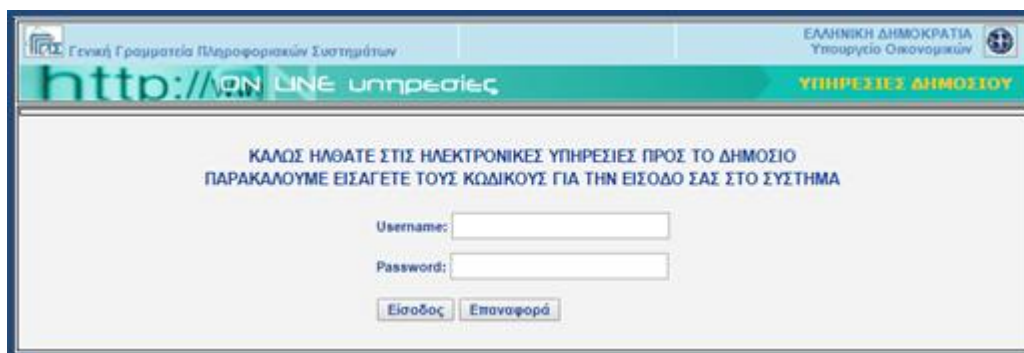 Γενική Γραμματεία Πληροφοριακών Συστημάτων
ΕΛΛΗΝΙΚΗ ΔΗΜΟΚΡΑΤΙΑ
Υπουργείο Οικονομικών
http://
ON LINE υπηρεσίες
ΥΠΗΡΕΣΙΕΣ ΔΗΜΟΣΙΟΥ
ΚΑΛΩΣ ΗΛΘΑΤΕ ΣΤΙΣ ΗΛΕΚΤΡΟΝΙΚΕΣ ΥΠΗΡΕΣΙΕΣ ΠΡΟΣ ΤΟ ΔΗΜΟΣΙΟ
ΠΑΡΑΚΑΛΟΥΜΕ ΕΙΣΑΓΕΤΕ ΤΟΥΣ ΚΩΔΙΚΟΥΣ ΓΙΑ ΤΗΝ ΕΙΣΟΔΟ ΣΑΣ ΣΤΟ ΣΥΣΤΗΜΑ
Username:
Password:
Είσοδος Επαναφορά